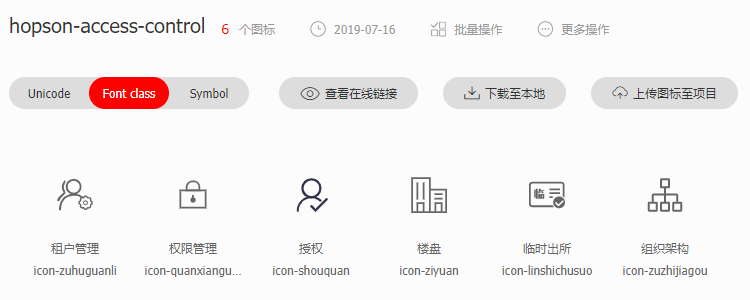 hopson-access-control 6 个图标 2019-07-16 批量操作 更多操作
Unicode Font class Symbol 查看在线链接 下载至本地 上传图标至项目
临
租户管理 权限管理 授权 楼盘 临时出所 组织架构
icon-zuhuguanli icon-quanxiangu... icon-shouquan icon-ziyuan icon-linshichusuo icon-zuzhijiagou